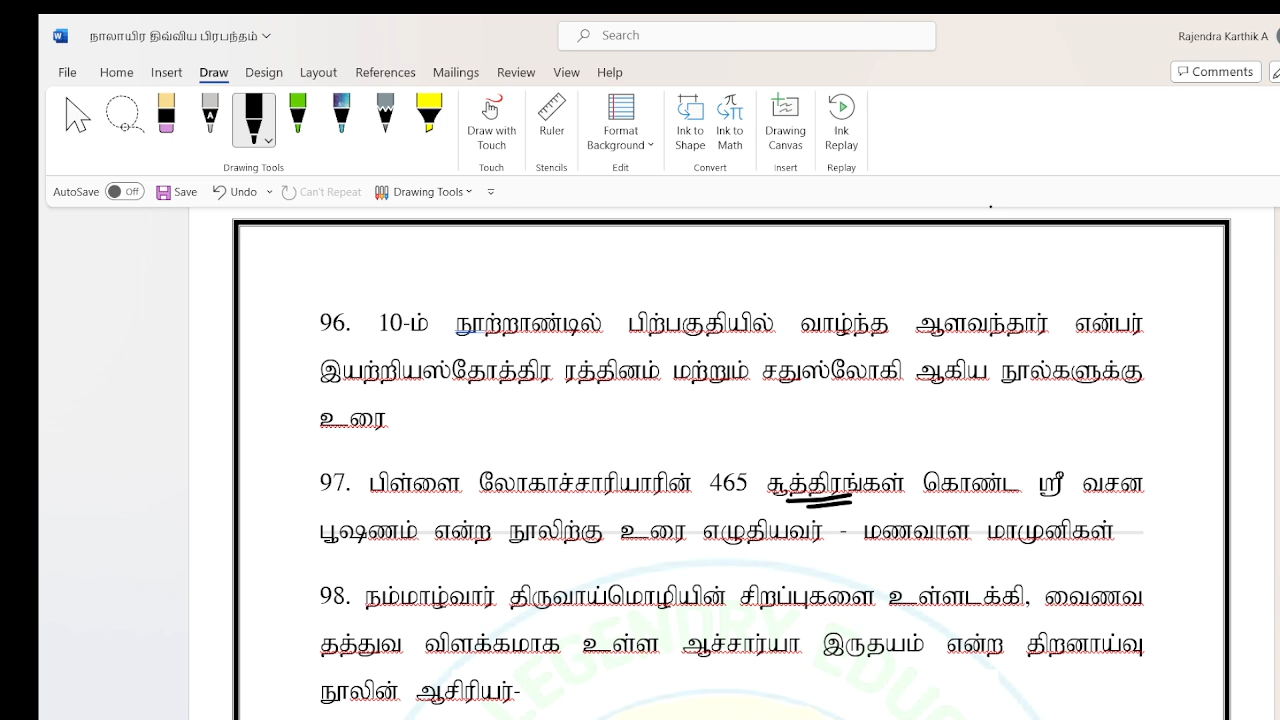 நாலாயிர திவ்விய பிரபந்தம்
Search
Rajendra Karthik A
File Home Insert Draw Design Layout References Mailings Review View Help
Comments
Draw with Touch
Ruler
Format Background
Ink to Shape
Ink to Math
Drawing Canvas
Ink Replay
Drawing Tools Touch Stencils Edit Convert Insert Replay
AutoSave Off Save Undo Can't Repeat Drawing Tools
96. 10-ம் நூற்றாண்டில் பிற்பகுதியில் வாழ்ந்த ஆளவந்தார் என்பர்
இயற்றியஸ்தோத்திர ரத்தினம் மற்றும் சதுஸ்லோகி ஆகிய நூல்களுக்கு
உரை
97. பிள்ளை லோகாச்சாரியாரின் 465 சூத்திரங்கள் கொண்ட ஸ்ரீ வசன
பூஷணம் என்ற நூலிற்கு உரை எழுதியவர் - மணவாள மாமுனிகள்
98. நம்மாழ்வார் திருவாய்மொழியின் சிறப்புகளை உள்ளடக்கி, வைணவ
தத்துவ விளக்கமாக உள்ள ஆச்சார்யா இருதயம் என்ற திறனாய்வு
நூலின் ஆசிரியர்-